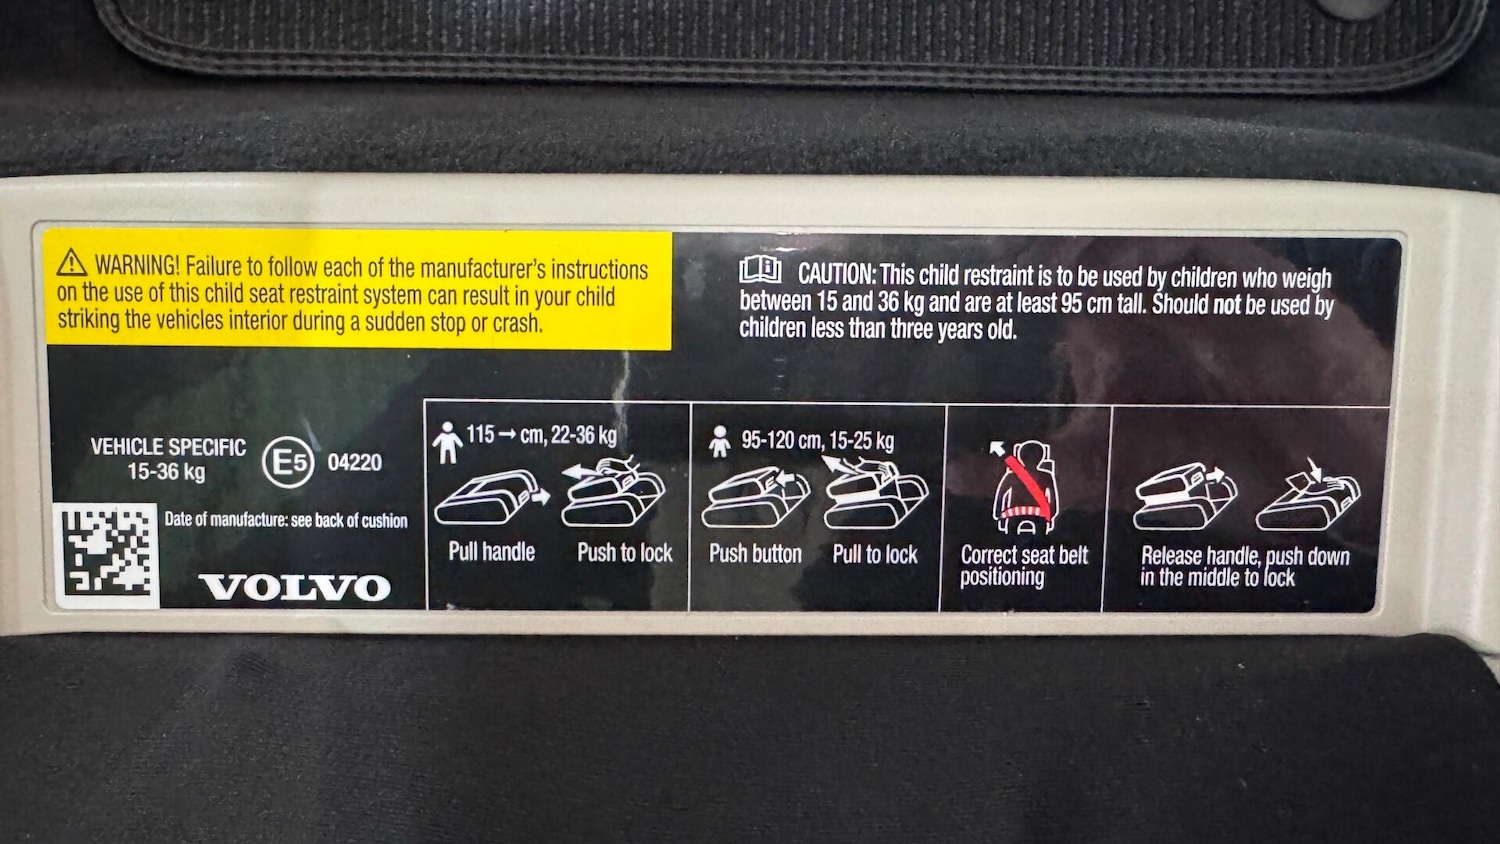 WARNING! Failure to follow each of the manufacturer's instructions
on the use of this child seat restraint system can result in your child
striking the vehicles interior during a sudden stop or crash.
CAUTION: This child restraint is to be used by children who weigh
between 15 and 36 kg and are at least 95 cm tall. Should not be used by
children less than three years old.
VEHICLE SPECIFIC
15-36 kg
E5
04220
Date of manufacture: see back of cushion
VOLVO
115→cm, 22-36 kg
Pull handle
Push to lock
95-120 cm, 15-25 kg
Push button
Pull to lock
Correct seat belt
positioning
Release handle, push down
in the middle to lock